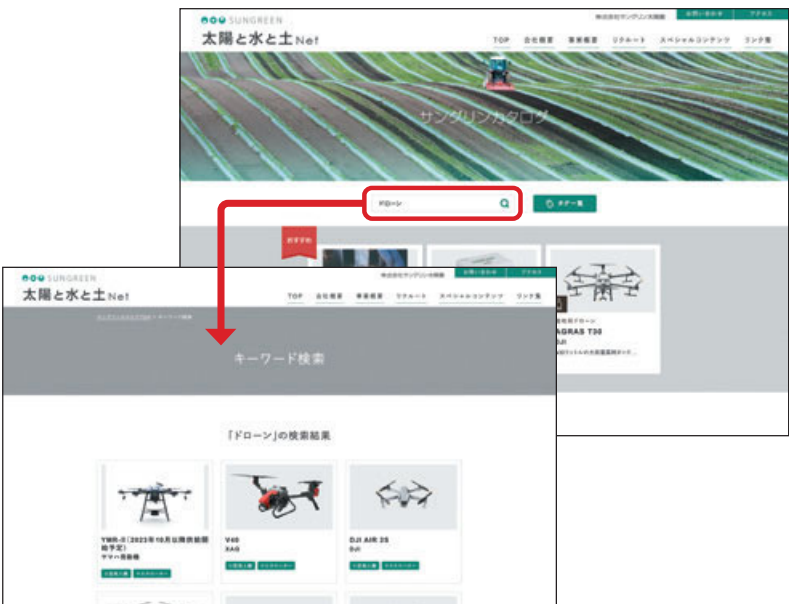 SUNGREEN
太陽と水と土Net
株式会社サングリン太陽園
お問い合わせ
アクセス
TOP 会社概要 事業概要 リクルート スペシャルコンテンツ リンク集
サングリンカタログ
ドローン
タグ一覧
おすすめ
AGRAS T30
DJI
SUNGREEN
太陽と水と土Net
株式会社サングリン太陽園
お問い合わせ
アクセス
TOP 会社概要 事業概要 リクルート スペシャルコンテンツ リンク集
キーワード検索
「ドローン」の検索結果
YMR-II(2023年10月以降供給開
始予定)
ヤマハ発動機
V40
XAG
DJI AIR 2S
DJI